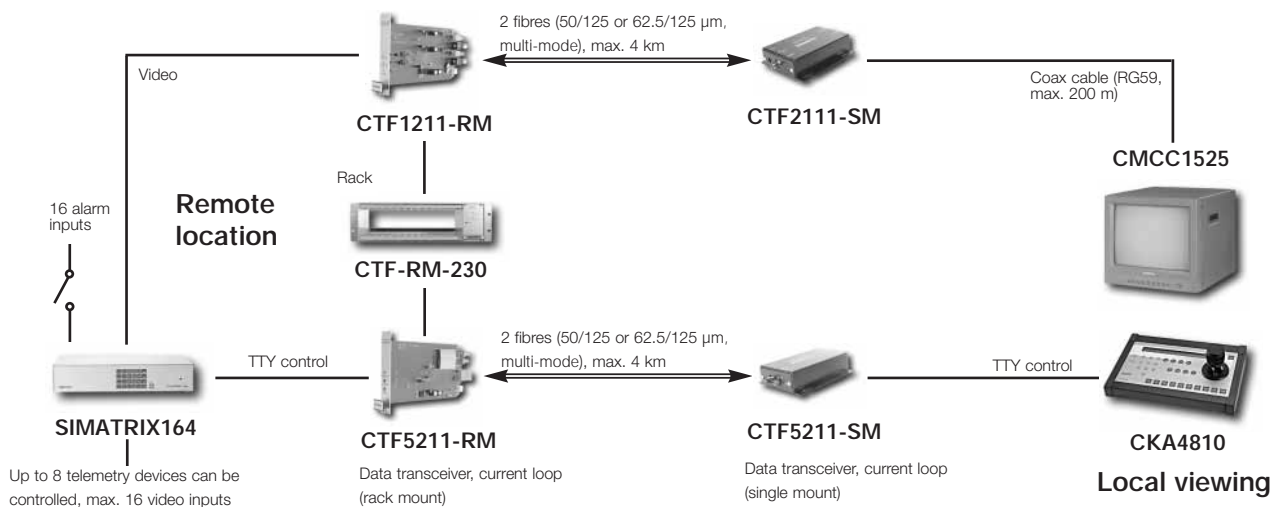 2 fibres (50/125 or 62.5/125 µm,
multi-mode), max. 4 km
Video
Coax cable (RG59,
max. 200 m)
CTF1211-RM
CTF2111-SM
CMCC1525
Rack
16 alarm
inputs
Remote
location
CTF-RM-230
2 fibres (50/125 or 62.5/125 µm,
multi-mode), max. 4 km
TTY control
TTY control
SIMATRIX164
CTF5211-RM
CTF5211-SM
CKA4810
Up to 8 telemetry devices can be
controlled, max. 16 video inputs
Data transceiver, current loop
(rack mount)
Data transceiver, current loop
(single mount)
Local viewing